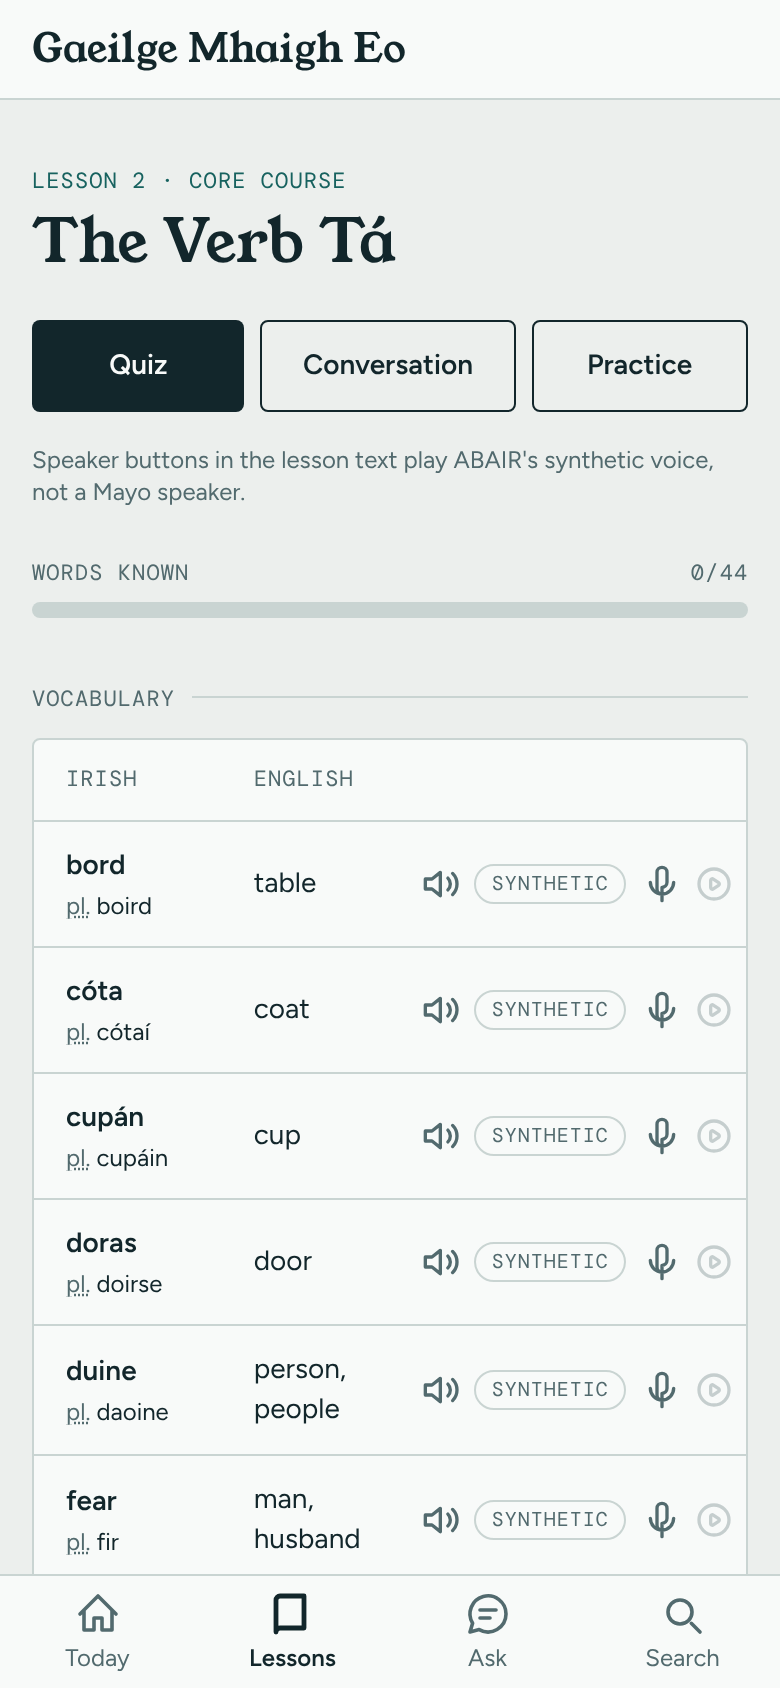 Gaeilge Mhaigh Eo
LESSON 2 · CORE COURSE
The Verb Tá
Quiz Conversation Practice
Speaker buttons in the lesson text play ABAIR's synthetic voice,
not a Mayo speaker.
WORDS KNOWN 0/44
VOCABULARY
IRISH ENGLISH
bord
pl. boird
table
SYNTHETIC
cóta
pl. cótaí
coat
SYNTHETIC
cupán
pl. cupáin
cup
SYNTHETIC
doras
pl. doirse
door
SYNTHETIC
duine
pl. daoine
person,
people
SYNTHETIC
fear
pl. fir
man,
husband
SYNTHETIC
Today Lessons Ask Search